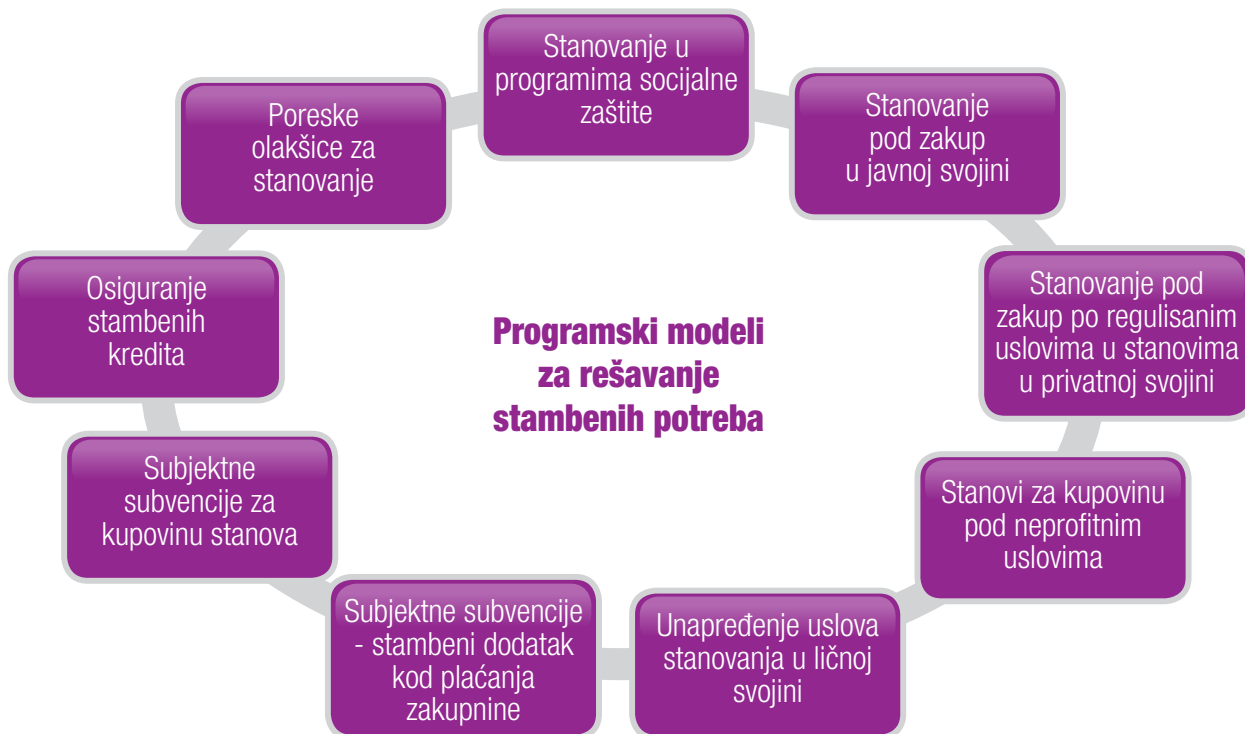 Stanovanje u
programima socijalne
zaštite
Stanovanje
pod zakup
u javnoj svojini
Stanovanje pod
zakup po regulisanim
uslovima u stanovima
u privatnoj svojini
Stanovi za kupovinu
pod neprofitnim
uslovima
Unapređenje uslova
stanovanja u ličnoj
svojini
Subjektne subvencije
- stambeni dodatak
kod plaćanja
zakupnine
Subjektne
subvencije za
kupovinu stanova
Osiguranje
stambenih
kredita
Poreske
olakšice za
stanovanje
Programski modeli
za rešavanje
stambenih potreba